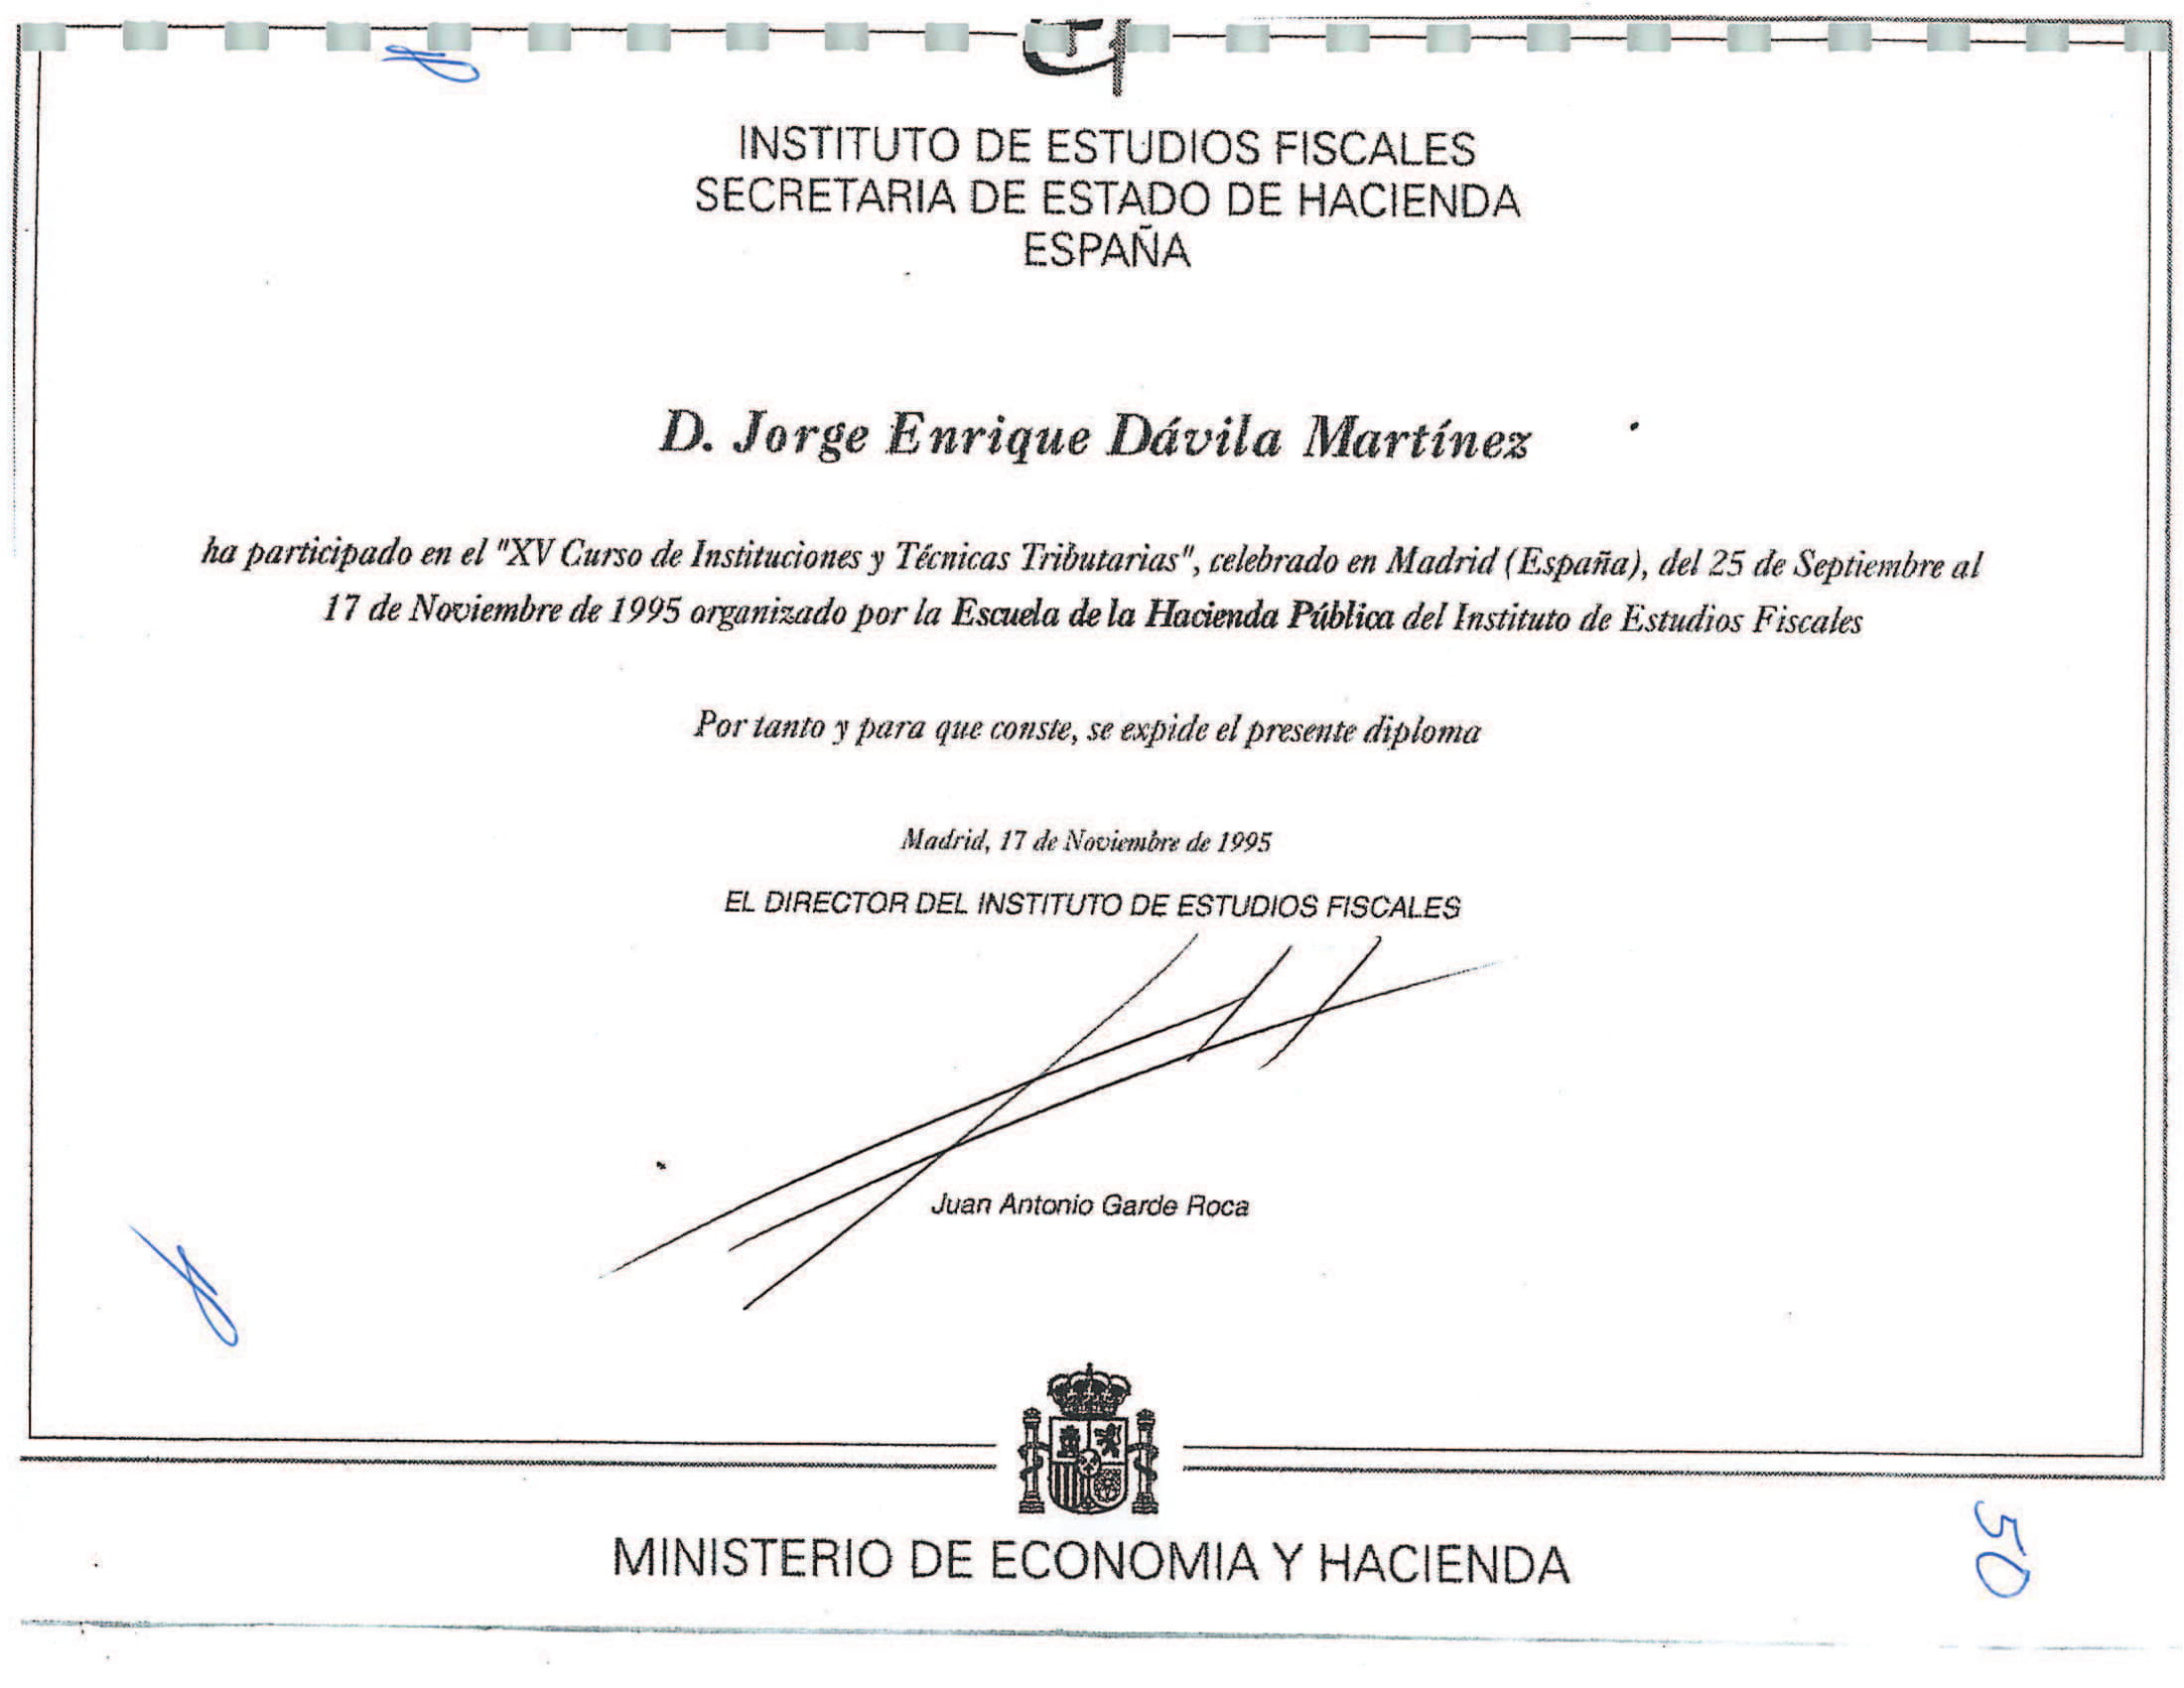 INSTITUTO DE ESTUDIOS FISCALES
SECRETARIA DE ESTADO DE HACIENDA
ESPAÑA
D. Jorge Enrique Dávila Martínez
ha participado en el "XV Curso de Instituciones y Técnicas Tributarias", celebrado en Madrid (España), del 25 de Septiembre al
17 de Noviembre de 1995 organizado por la Escuela de la Hacienda Pública del Instituto de Estudios Fiscales
Por tanto y para que conste, se expide el presente diploma
Madrid, 17 de Noviembre de 1995
EL DIRECTOR DEL INSTITUTO DE ESTUDIOS FISCALES
Juan Antonio Garde Roca
MINISTERIO DE ECONOMIA Y HACIENDA
50